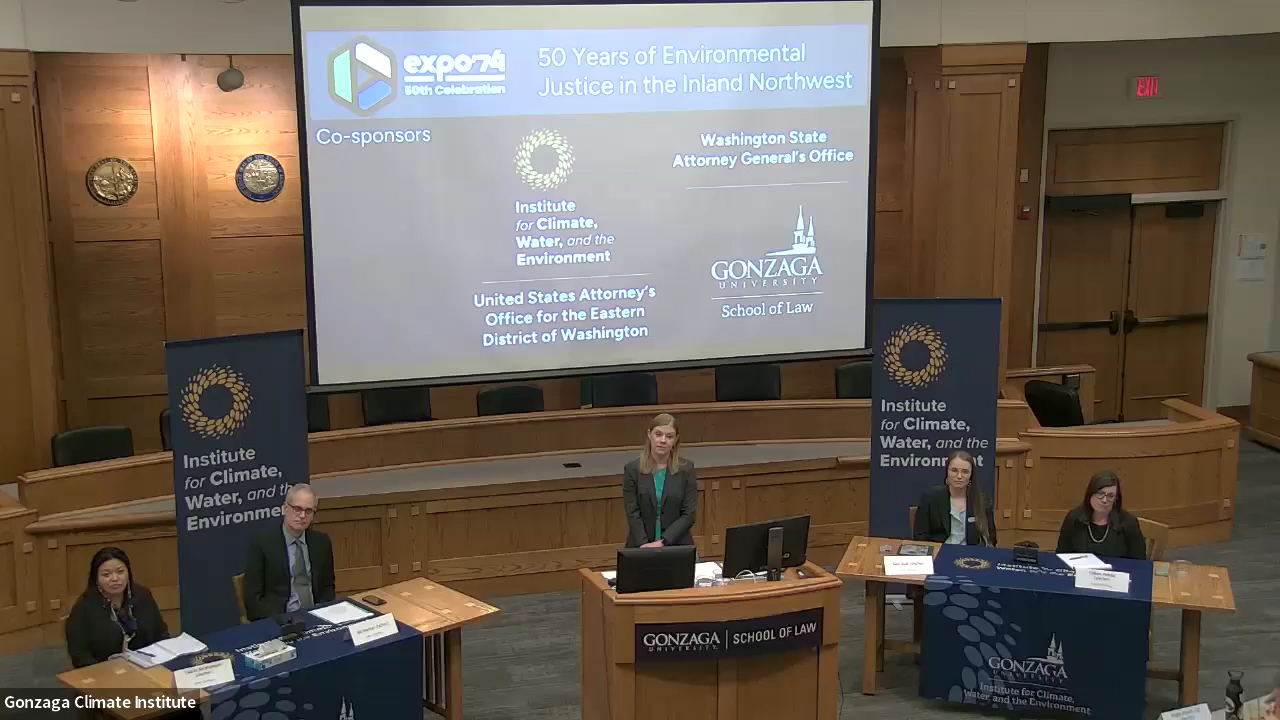 expo'74
50th Celebration
50 Years of Environmental
Justice in the Inland Northwest
Co-sponsors
Institute
for Climate,
Water, and the
Environment
United States Attorney's
Office for the Eastern
District of Washington
Washington State
Attorney General's Office
GONZAGA
UNIVERSITY
School of Law
EXIT
Institute
for Climate,
Water, and th
Environmen
Institute
for Climate,
Water, and the
Environment
GONZAGA
UNIVERSITY
SCHOOL OF LAW
GONZAGA
UNIVERSITY
Institute for Climate,
Water and the Environment
Gonzaga Climate Institute